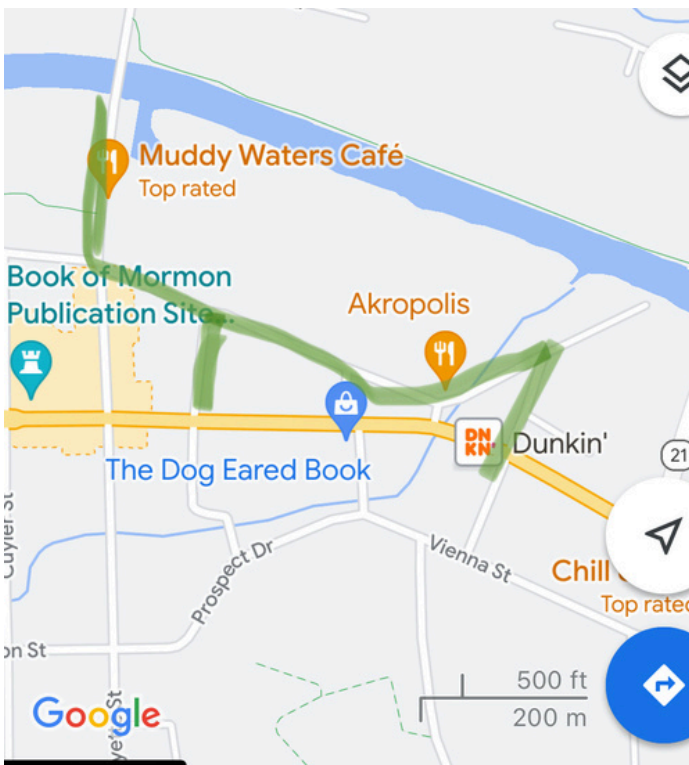 Muddy Waters Café
Top rated
Book of Mormon
Publication Site...
Akropolis
DN
KN'
Dunkin'
The Dog Eared Book
21
Cuyler St
Prospect Dr
Vienna St
Chill
Top rated
on St
500 ft
200 m
Google